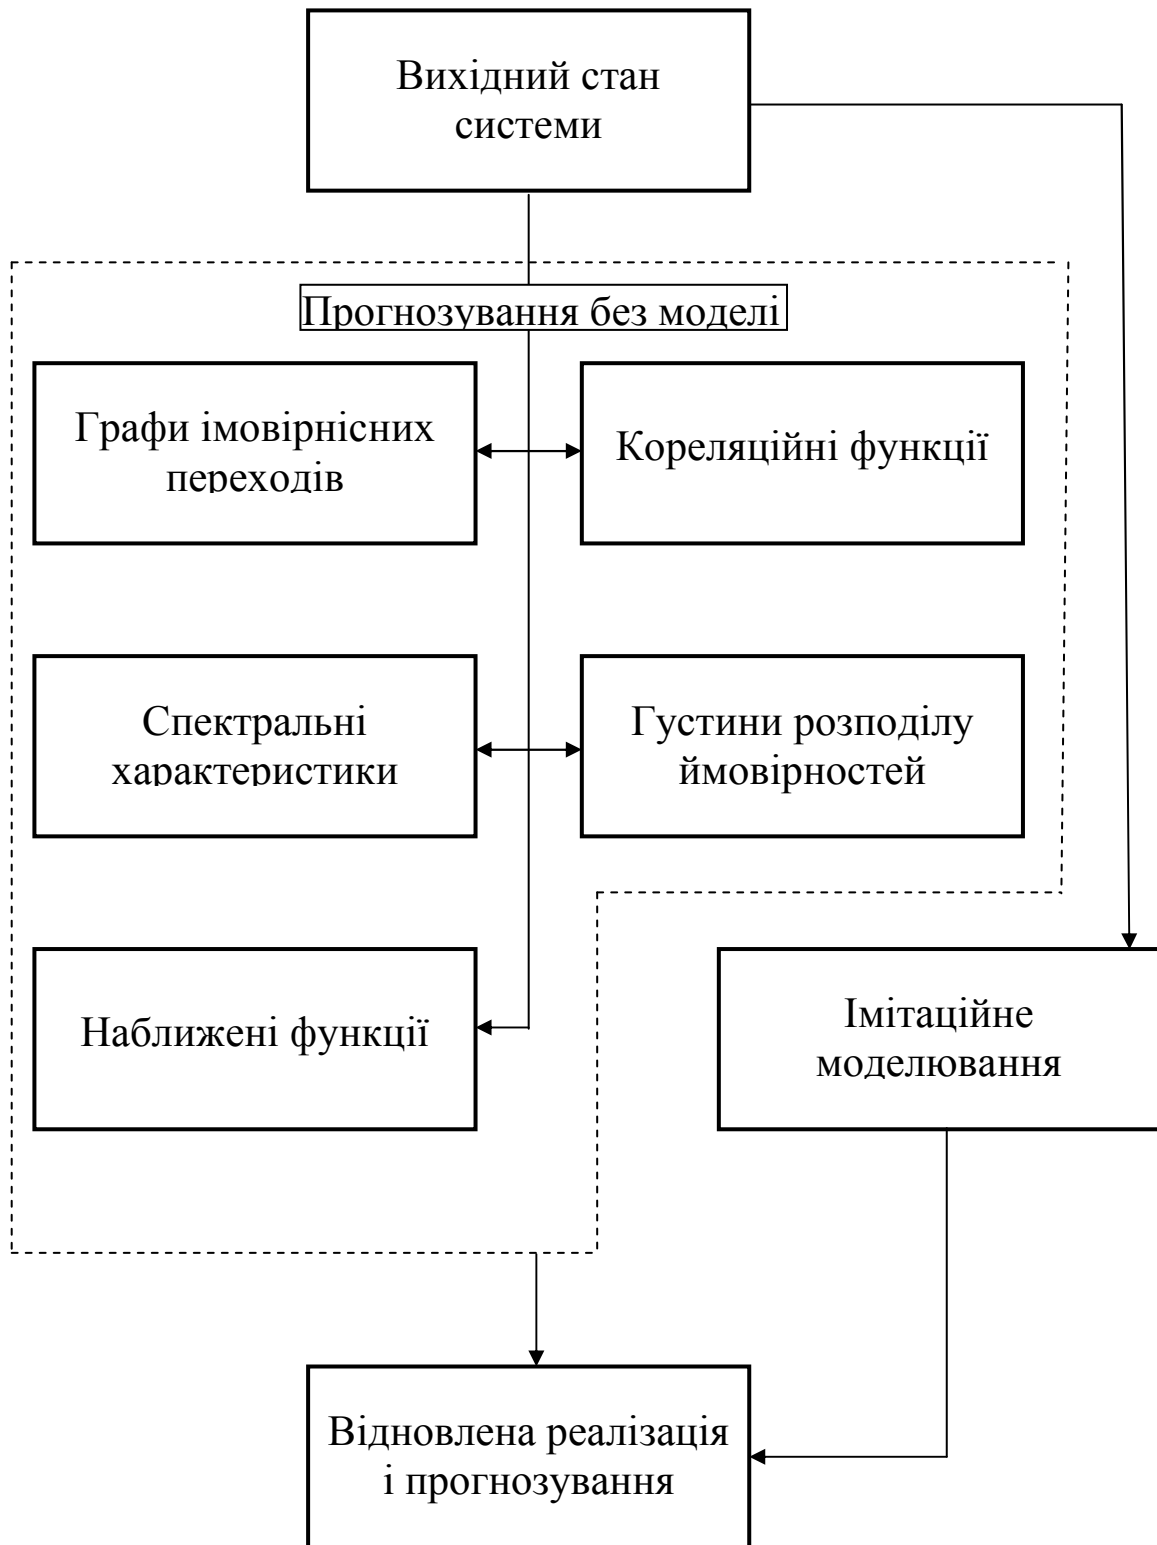 Вихідний стан
системи
Прогнозування без моделі
Графи імовірнісних
переходів
Кореляційні функції
Спектральні
характеристики
Густини розподілу
ймовірностей
Наближені функції
Імітаційне
моделювання
Відновлена реалізація
і прогнозування